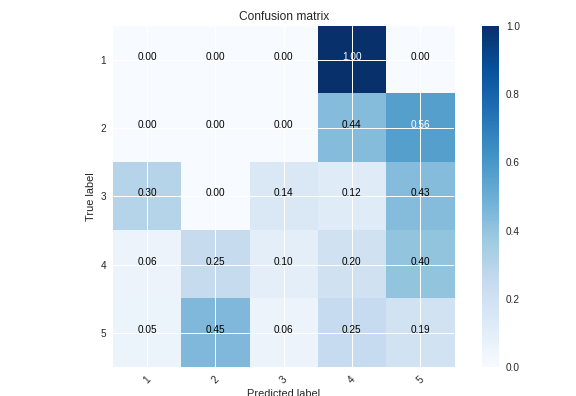 Confusion matrix
1 0.00 0.00 0.00 1.00 0.00
2 0.00 0.00 0.00 0.44 0.56
3 0.30 0.00 0.14 0.12 0.43
4 0.06 0.25 0.10 0.20 0.40
5 0.05 0.45 0.06 0.25 0.19
1 2 3 4 5
True label
Predicted label
1.0
0.8
0.6
0.4
0.2
0.0